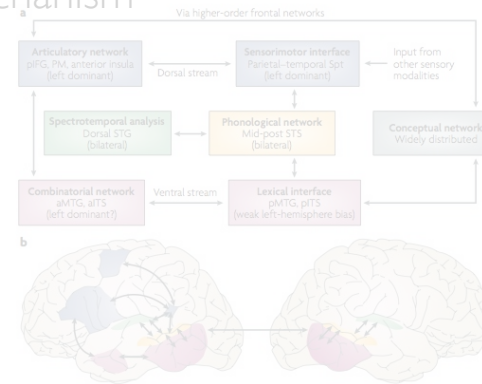 echanism
a
Via higher-order frontal networks
Articulatory network
pIFG, PM, anterior insula
(left dominant)
Dorsal stream
Sensorimotor interface
Parietal–temporal Spt
(left dominant)
Input from
other sensory
modalities
Spectrotemporal analysis
Dorsal STG
(bilateral)
Phonological network
Mid-post STS
(bilateral)
Conceptual network
Widely distributed
Combinatorial network
aMTG, aITS
(left dominant?)
Ventral stream
Lexical interface
pMTG, pITS
(weak left-hemisphere bias)
b